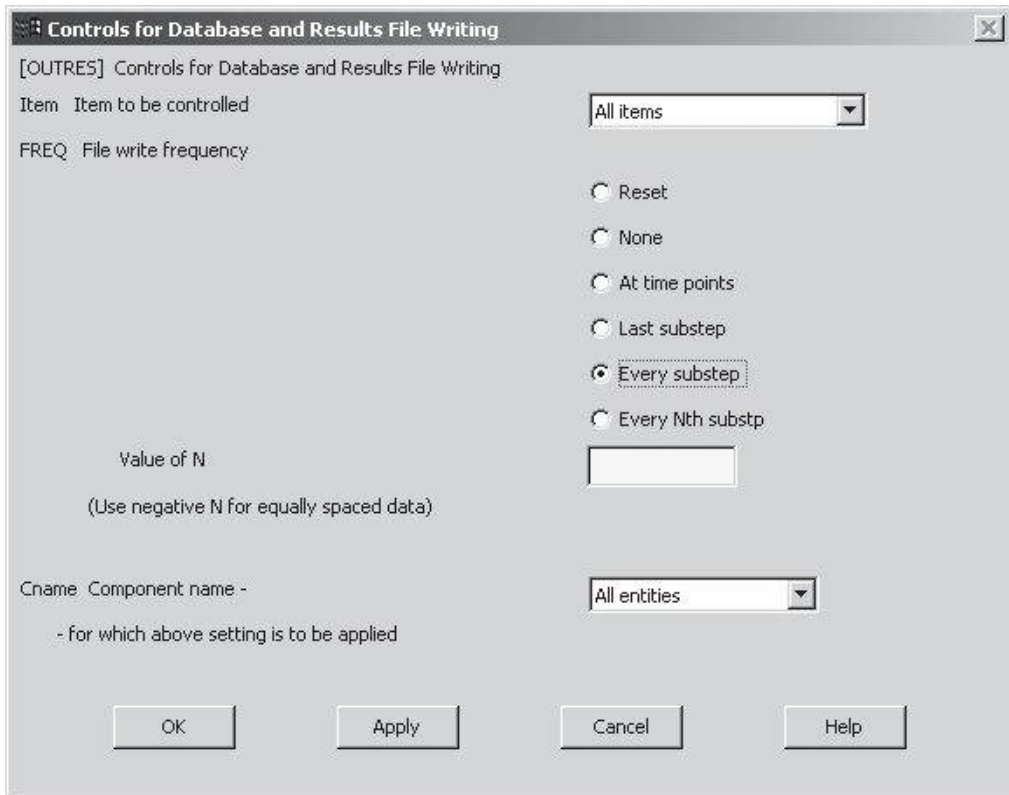 Controls for Database and Results File Writing
[OUTRES] Controls for Database and Results File Writing
Item Item to be controlled All items
FREQ File write frequency
Reset
None
At time points
Last substep
Every substep
Every Nth substp
Value of N
(Use negative N for equally spaced data)
Cname Component name - All entities
- for which above setting is to be applied
OK Apply Cancel Help